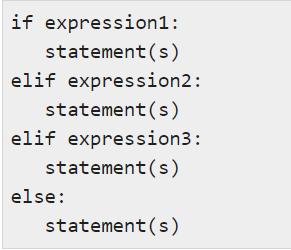 if expression1:
   statement(s)
elif expression2:
   statement(s)
elif expression3:
   statement(s)
else:
   statement(s)